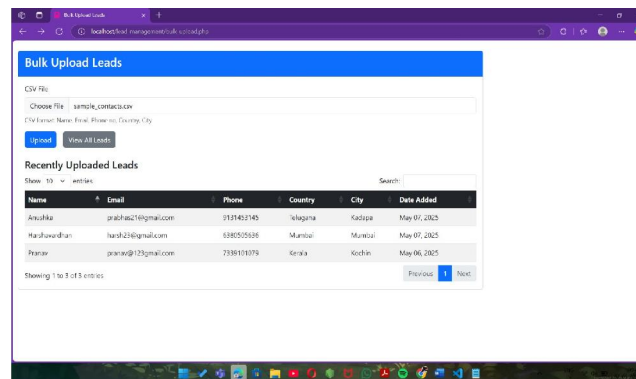 Bulk Upload Leads
localhost/lead management/bulk upload.php
Bulk Upload Leads
CSV File
Choose File sample_contacts.csv
CSV format: Name, Email, Phone no, Country, City
Upload View All Leads
Recently Uploaded Leads
Show 10 entries Search:
Name Email Phone Country City Date Added
Anushka prabhas21@gmail.com 9131453145 Telagana Kadapa May 07, 2025
Harshavardhan harsh23@gmail.com 6380505636 Mumbai Mumbai May 07, 2025
Pranav pranav@123gmail.com 7339101079 Kerala Kochin May 06, 2025
Showing 1 to 3 of 3 entries Previous 1 Next